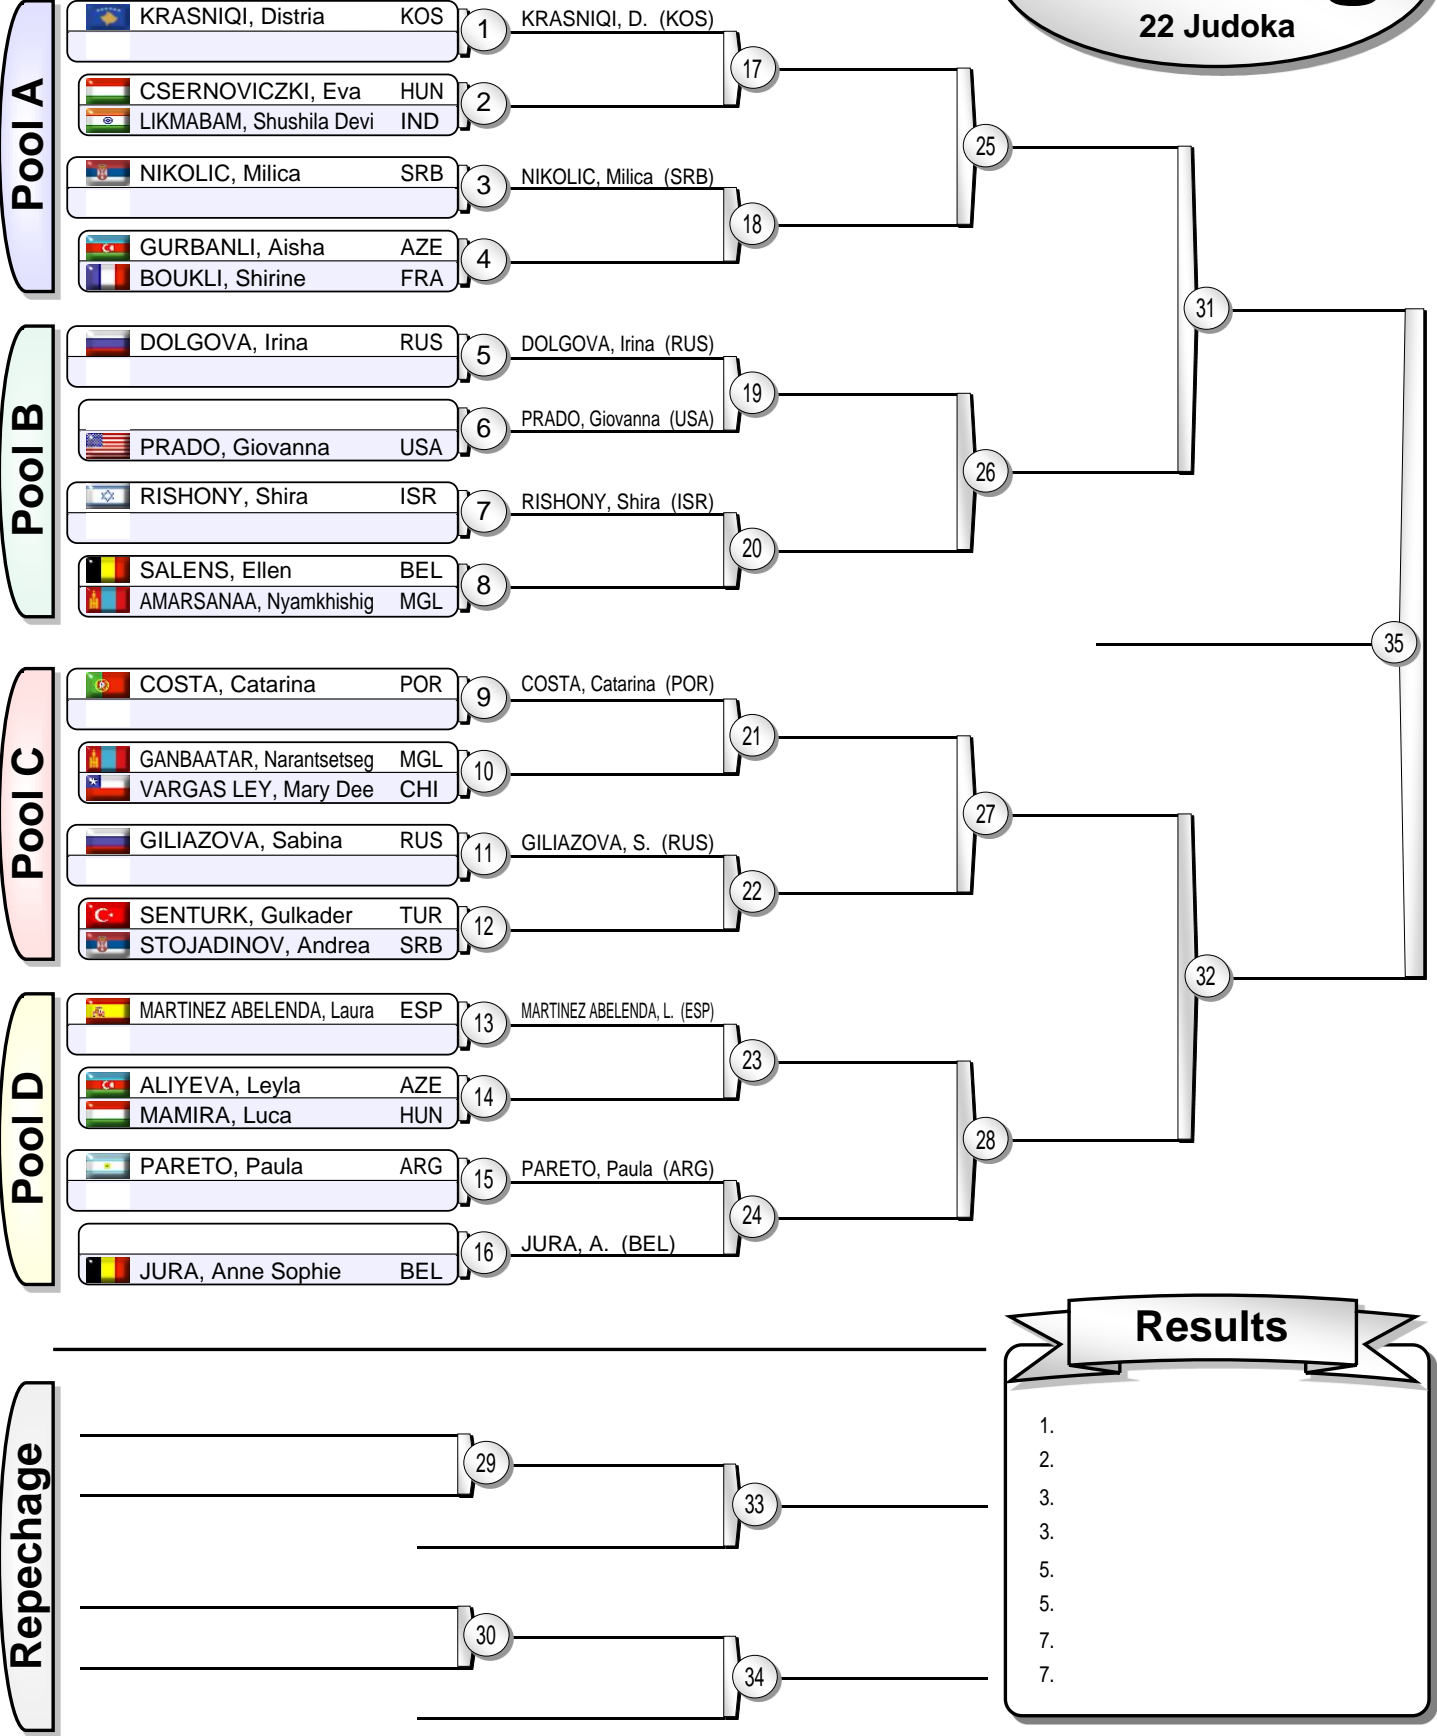 22 Judoka
Pool A
KRASNIQI, Distria KOS
1
KRASNIQI, D. (KOS)
17
CSERNOVICZKI, Eva HUN
LIKMABAM, Shushila Devi IND
2
25
NIKOLIC, Milica SRB
3
NIKOLIC, Milica (SRB)
18
GURBANLI, Aisha AZE
BOUKLI, Shirine FRA
4
31
Pool B
DOLGOVA, Irina RUS
5
DOLGOVA, Irina (RUS)
19
PRADO, Giovanna USA
6
PRADO, Giovanna (USA)
26
RISHONY, Shira ISR
7
RISHONY, Shira (ISR)
20
SALENS, Ellen BEL
AMARSANAA, Nyamkhishig MGL
8
35
Pool C
COSTA, Catarina POR
9
COSTA, Catarina (POR)
21
GANBAATAR, Narantsetseg MGL
VARGAS LEY, Mary Dee CHI
10
27
GILIAZOVA, Sabina RUS
11
GILIAZOVA, S. (RUS)
22
SENTURK, Gulkader TUR
STOJADINOV, Andrea SRB
12
32
Pool D
MARTINEZ ABELENDA, Laura ESP
13
MARTINEZ ABELENDA, L. (ESP)
23
ALIYEVA, Leyla AZE
MAMIRA, Luca HUN
14
28
PARETO, Paula ARG
15
PARETO, Paula (ARG)
24
JURA, Anne Sophie BEL
16
JURA, A. (BEL)
Repechage
29
33
30
34
Results
1.
2.
3.
3.
5.
5.
7.
7.